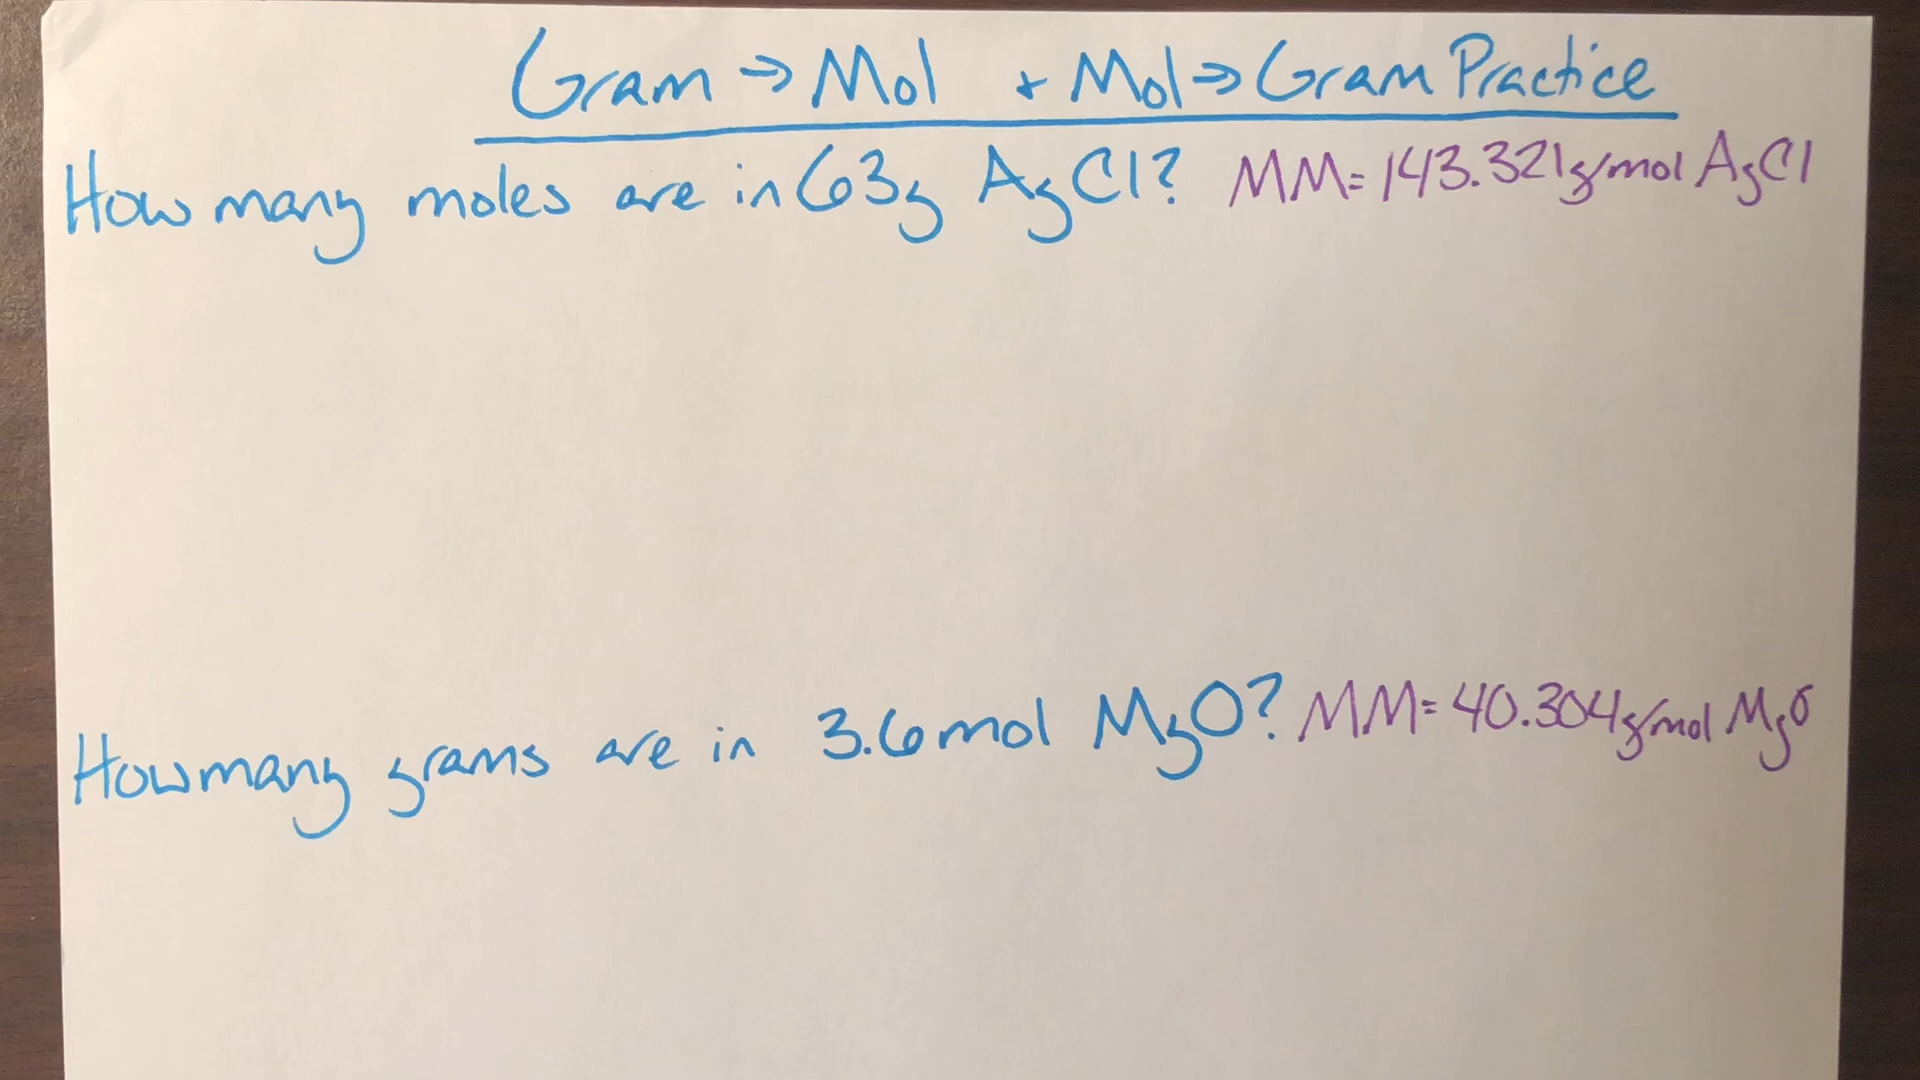 Gram → Mol + Mol → Gram Practice
How many moles are in 63g AgCl? MM= 143.321g/mol AgCl
How many grams are in 3.6mol MgO? MM= 40.304g/mol MgO